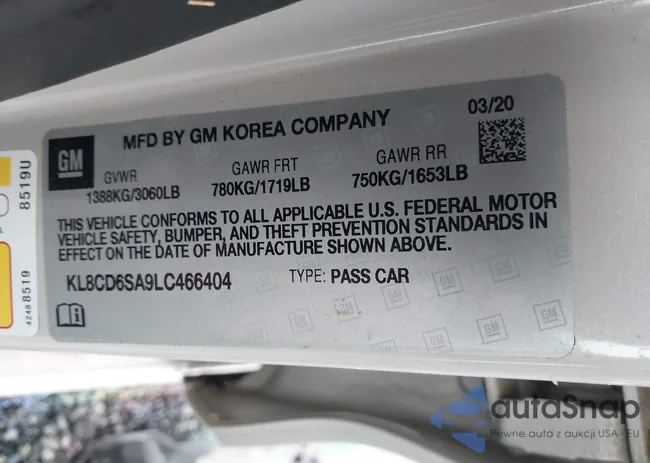 MFD BY GM KOREA COMPANY
03/20
GM
GVWR
1388KG/3060LB
GAWR FRT
780KG/1719LB
GAWR RR
750KG/1653LB
THIS VEHICLE CONFORMS TO ALL APPLICABLE U.S. FEDERAL MOTOR
VEHICLE SAFETY, BUMPER, AND THEFT PREVENTION STANDARDS IN
EFFECT ON THE DATE OF MANUFACTURE SHOWN ABOVE.
KL8CD6SA9LC466404
TYPE: PASS CAR
8519U
42488519
autoSnap
Pewne auta z aukcji USA i EU